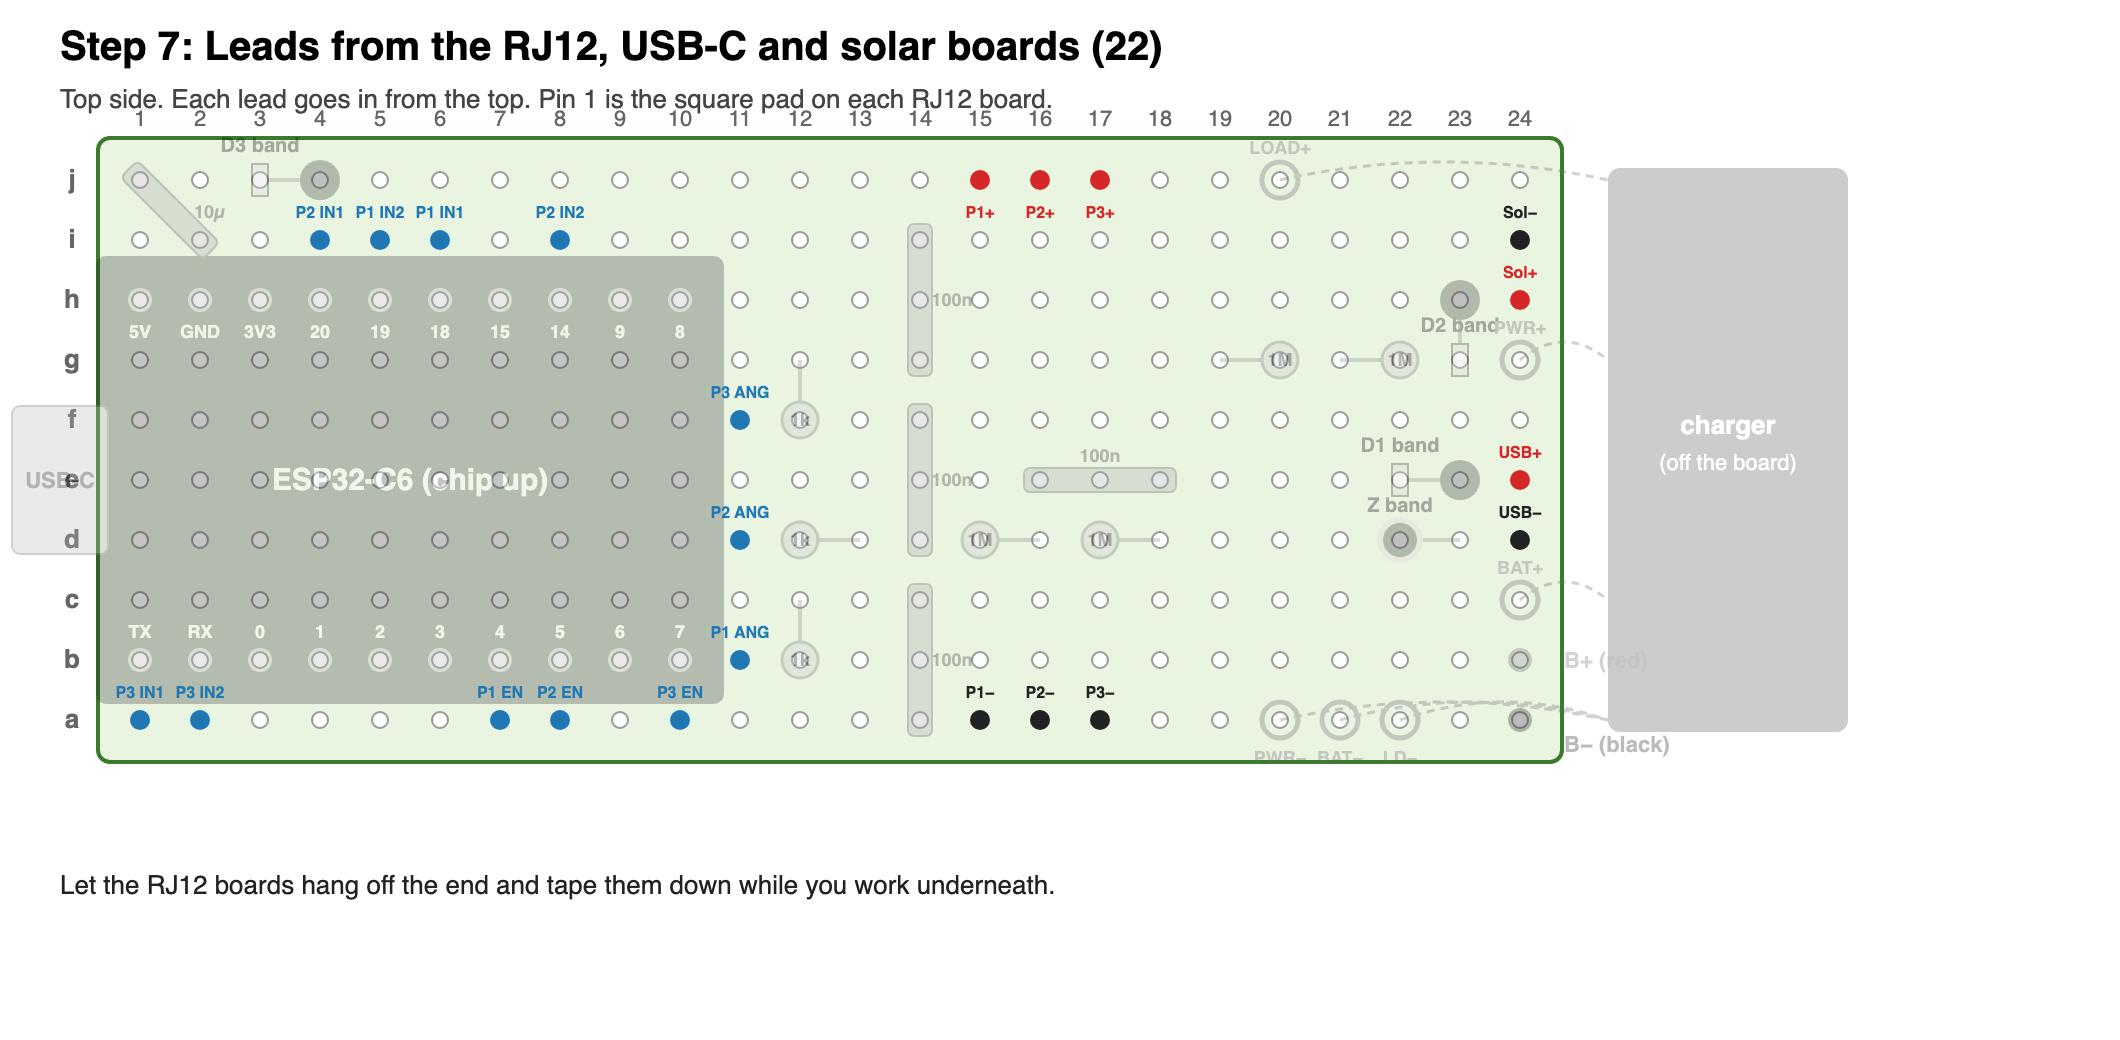 Step 7: Leads from the RJ12, USB-C and solar boards (22)
Top side. Each lead goes in from the top. Pin 1 is the square pad on each RJ12 board.
1 2 3 4 5 6 7 8 9 10 11 12 13 14 15 16 17 18 19 20 21 22 23 24
D3 band LOAD+
j
10µ P2 IN1 P1 IN2 P1 IN1 P2 IN2 P1+ P2+ P3+ Sol–
i
Sol+
h 100n
5V GND 3V3 20 19 18 15 14 9 8 D2 band PWR+
g 1M 1M
P3 ANG
f 1k charger
D1 band
100n USB+
(off the board)
USB-C e ESP32-C6 (chip up) 100n
Z band
P2 ANG USB–
d 1k 1M 1M
BAT+
c
TX RX 0 1 2 3 4 5 6 7 P1 ANG
b 1k 100n B+ (red)
P3 IN1 P3 IN2 P1 EN P2 EN P3 EN P1– P2– P3–
a
B– (black)
PWR– BAT– LD–
Let the RJ12 boards hang off the end and tape them down while you work underneath.